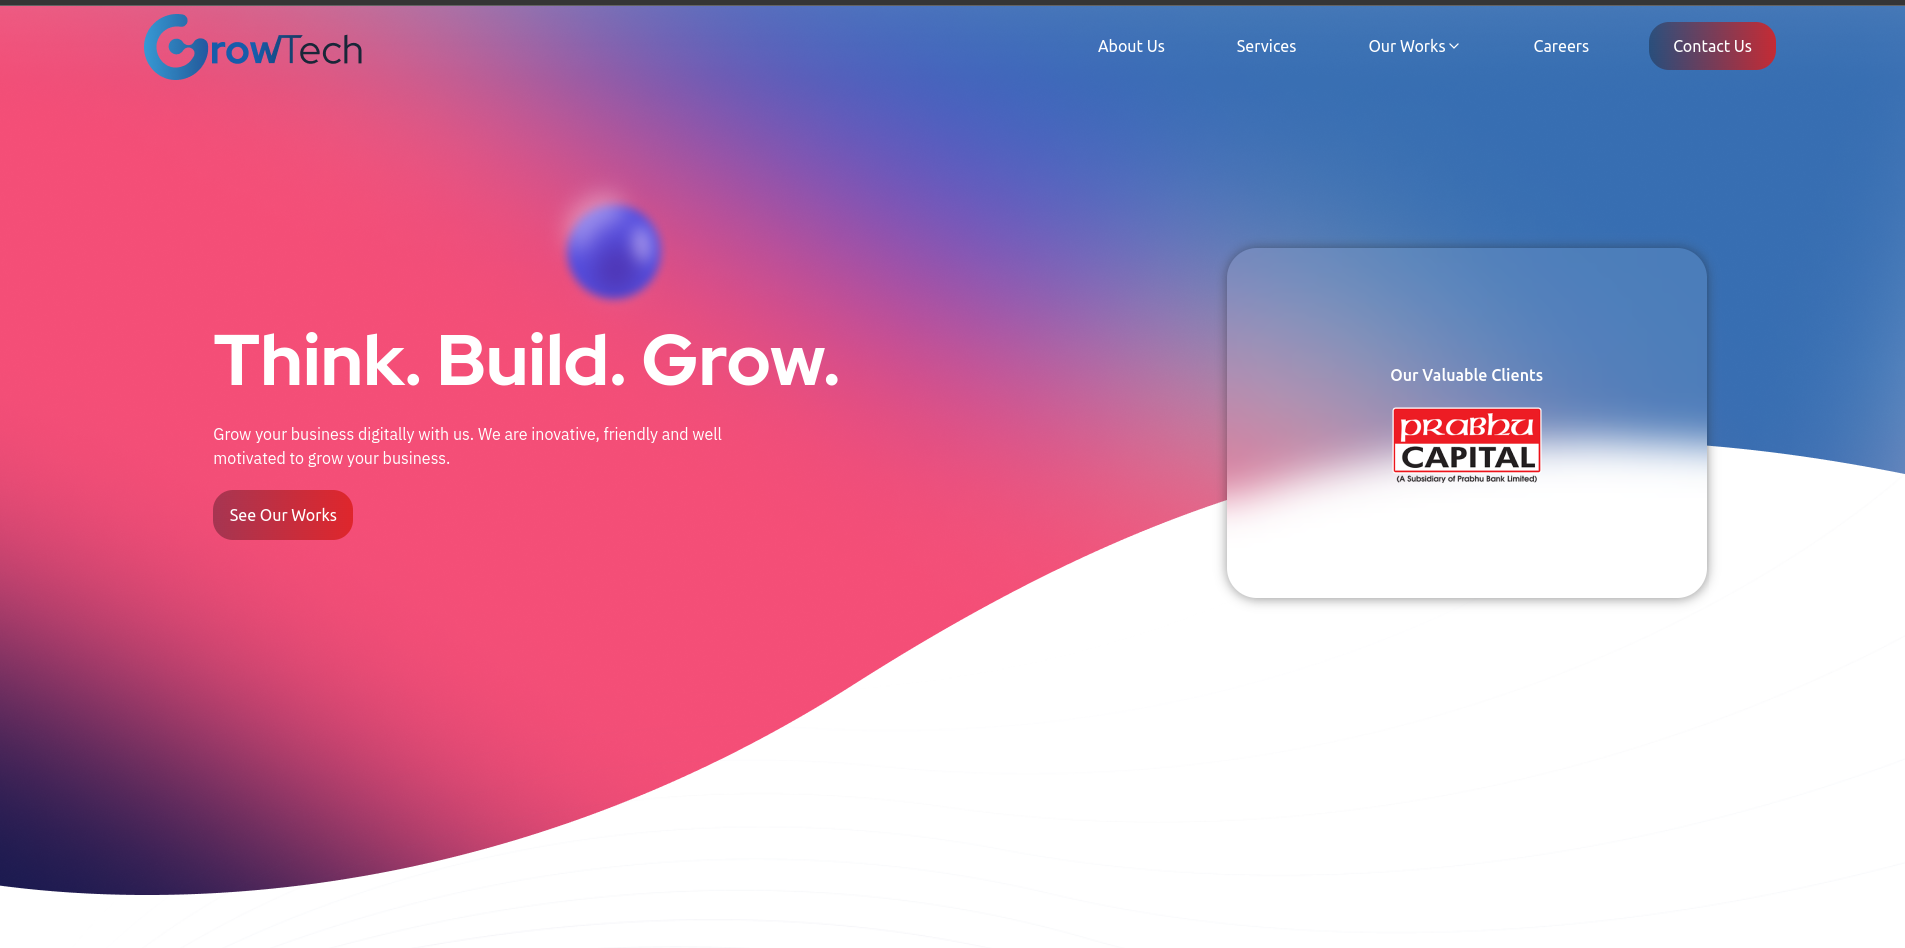 GrowTech
About Us
Services
Our Works
Careers
Contact Us
Think. Build. Grow.
Grow your business digitally with us. We are inovative, friendly and well
motivated to grow your business.
See Our Works
Our Valuable Clients
prabhu
CAPITAL
(A Subsidiary of Prabhu Bank Limited)